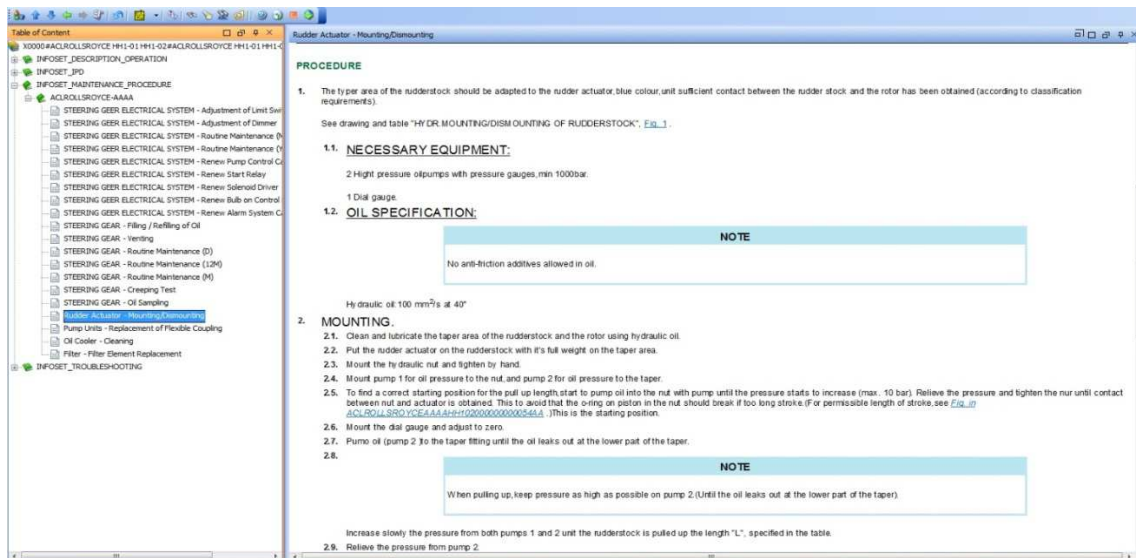 Table of Content
X0000#ACLROLLSROYCE HH1-01 HH1-02#ACLROLLSROYCE HH1-01 HH1-
INFOSET_DESCRIPTION_OPERATION
INFOSET_IPD
INFOSET_MAINTENANCE_PROCEDURE
ACLROLLSROYCE-AAAA
STEERING GEER ELECTRICAL SYSTEM - Adjustment of Limit Swi
STEERING GEER ELECTRICAL SYSTEM - Adjustment of Dimmer
STEERING GEER ELECTRICAL SYSTEM - Routine Maintenance (
STEERING GEER ELECTRICAL SYSTEM - Routine Maintenance (
STEERING GEER ELECTRICAL SYSTEM - Renew Pump Control C
STEERING GEER ELECTRICAL SYSTEM - Renew Start Relay
STEERING GEER ELECTRICAL SYSTEM - Renew Solenoid Driver
STEERING GEER ELECTRICAL SYSTEM - Renew Bulb on Control
STEERING GEER ELECTRICAL SYSTEM - Renew Alarm System C
STEERING GEAR - Filling / Refilling of Oil
STEERING GEAR - Venting
STEERING GEAR - Routine Maintenance (D)
STEERING GEAR - Routine Maintenance (12M)
STEERING GEAR - Routine Maintenance (M)
STEERING GEAR - Creeping Test
STEERING GEAR - Oil Sampling
Rudder Actuator - Mounting/Dismounting
Pump Units - Replacement of Flexible Coupling
Oil Cooler - Cleaning
Filter - Filter Element Replacement
INFOSET_TROUBLESHOOTING
Rudder Actuator - Mounting/Dismounting
PROCEDURE
1. The typer area of the rudderstock should be adapted to the rudder actuator,blue colour,unit sufficient contact between the rudder stock and the rotor has been obtained (according to classification
requirements).
See drawing and table "HYDR.MOUNTING/DISMOUNTING OF RUDDERSTOCK", Fig. 1 .
1.1. NECESSARY EQUIPMENT:
2 Hight pressure oilpumps with pressure gauges,min 1000bar.
1 Dial gauge.
1.2. OIL SPECIFICATION:
NOTE
No anti-friction additives allowed in oil.
Hydraulic oil:100 mm²/s at 40°
2. MOUNTING.
2.1. Clean and lubricate the taper area of the rudderstock and the rotor using hydraulic oil.
2.2. Put the rudder actuator on the rudderstock with it's full weight on the taper area.
2.3. Mount the hydraulic nut and tighten by hand.
2.4. Mount pump 1 for oil pressure to the nut,and pump 2 for oil pressure to the taper.
2.5. To find a correct starting position for the pull up length,start to pump oil into the nut with pump until the pressure starts to increase (max. 10 bar). Relieve the pressure and tighten the nur until contact
between nut and actuator is obtained. This to avoid that the o-ring on piston in the nut should break if too long stroke.(For permissible length of stroke,see Fig. in
.)This is the starting position.
2.6. Mount the dial gauge and adjust to zero.
2.7. Pumo oil (pump 2 )to the taper fitting until the oil leaks out at the lower part of the taper.
2.8.
NOTE
When pulling up,keep pressure as high as possible on pump 2.(Until the oil leaks out at the lower part of the taper).
Increase slowly the pressure from both pumps 1 and 2 unit the rudderstock is pulled up the length "L", specified in the table.
2.9. Relieve the pressure from pump 2